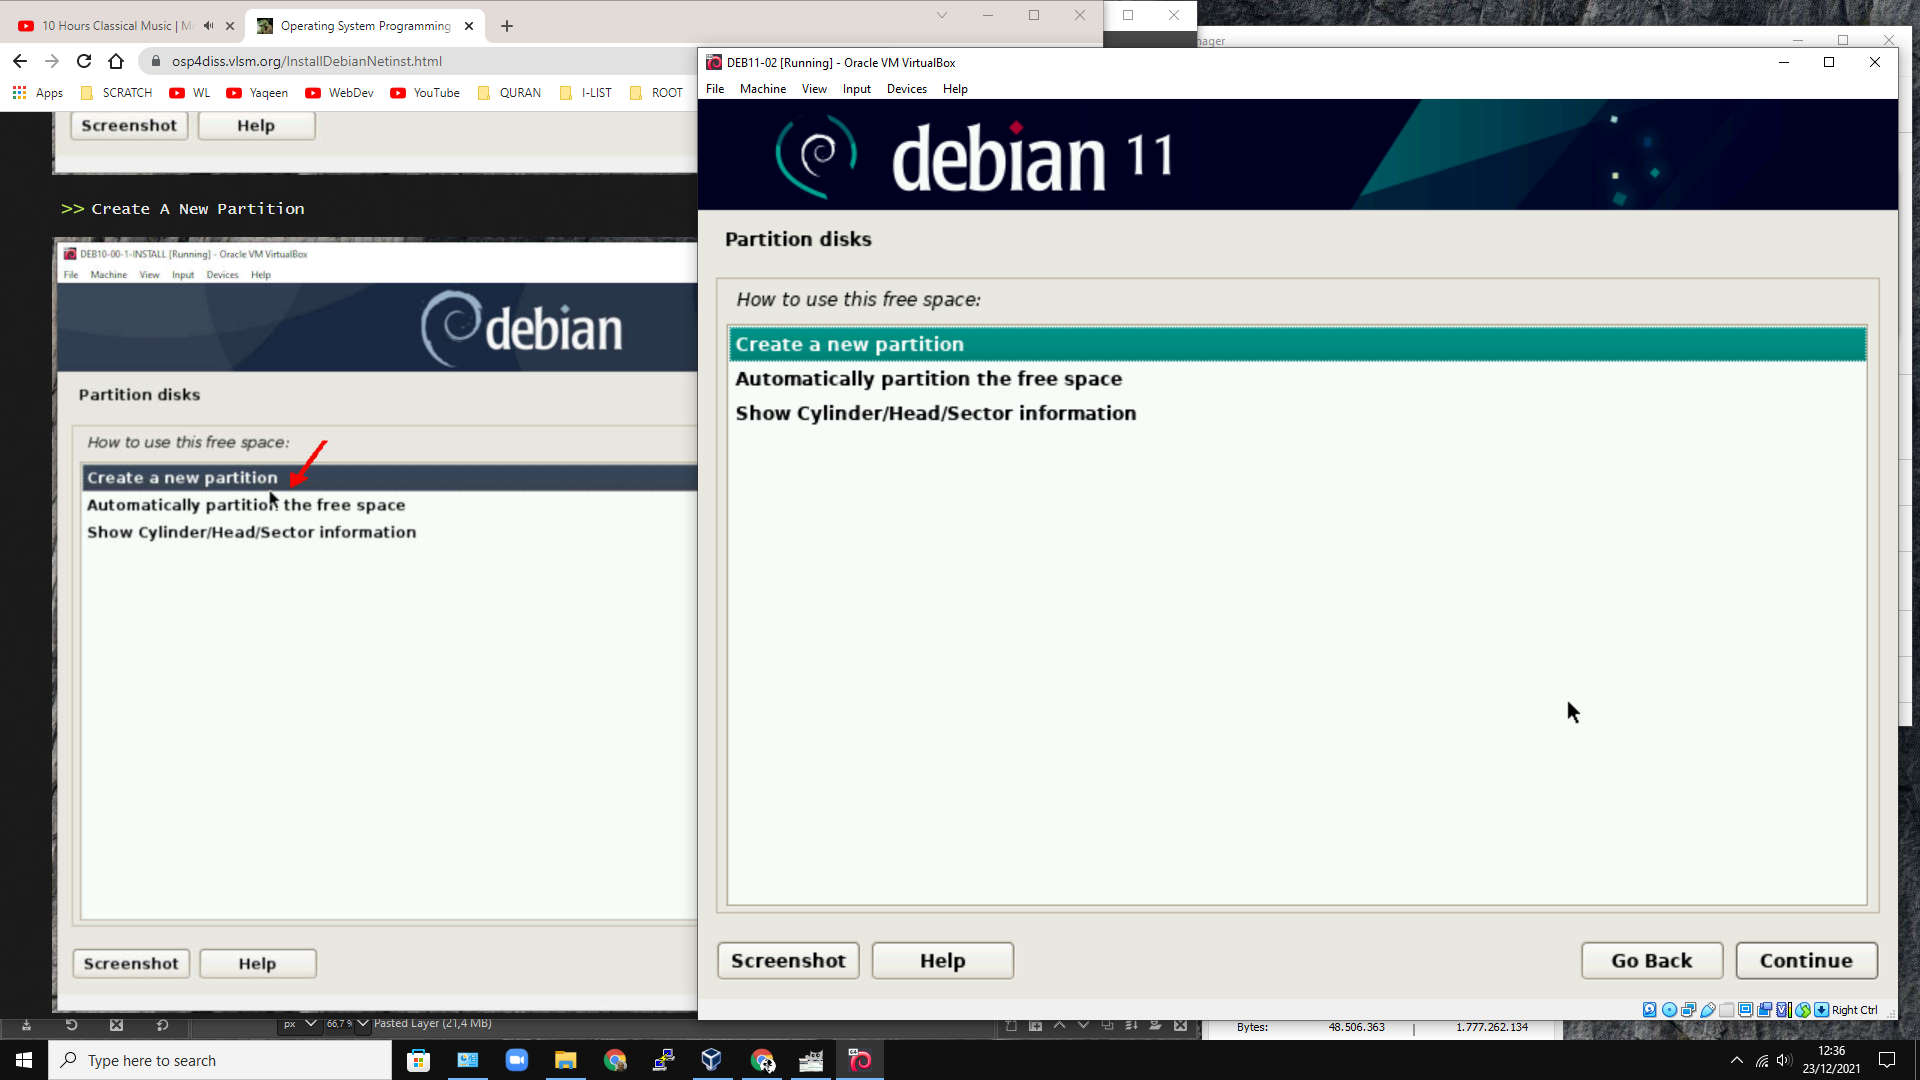 10 Hours Classical Music | M
Operating System Programming
osp4diss.vlsm.org/InstallDebianNetinst.html
Apps
SCRATCH
WL
Yaqeen
WebDev
YouTube
QURAN
I-LIST
ROOT
Screenshot
Help
>> Create A New Partition
DEB10-00-1-INSTALL [Running] - Oracle VM VirtualBox
File Machine View Input Devices Help
debian
Partition disks
How to use this free space:
Create a new partition
Automatically partition the free space
Show Cylinder/Head/Sector information
Screenshot
Help
nager
DEB11-02 [Running] - Oracle VM VirtualBox
File Machine View Input Devices Help
debian 11
Partition disks
How to use this free space:
Create a new partition
Automatically partition the free space
Show Cylinder/Head/Sector information
Screenshot
Help
Go Back
Continue
Right Ctrl
px
66,7
Pasted Layer (21,4 MB)
Bytes: 48.506.363 | 1.777.262.134
Type here to search
12:36
23/12/2021